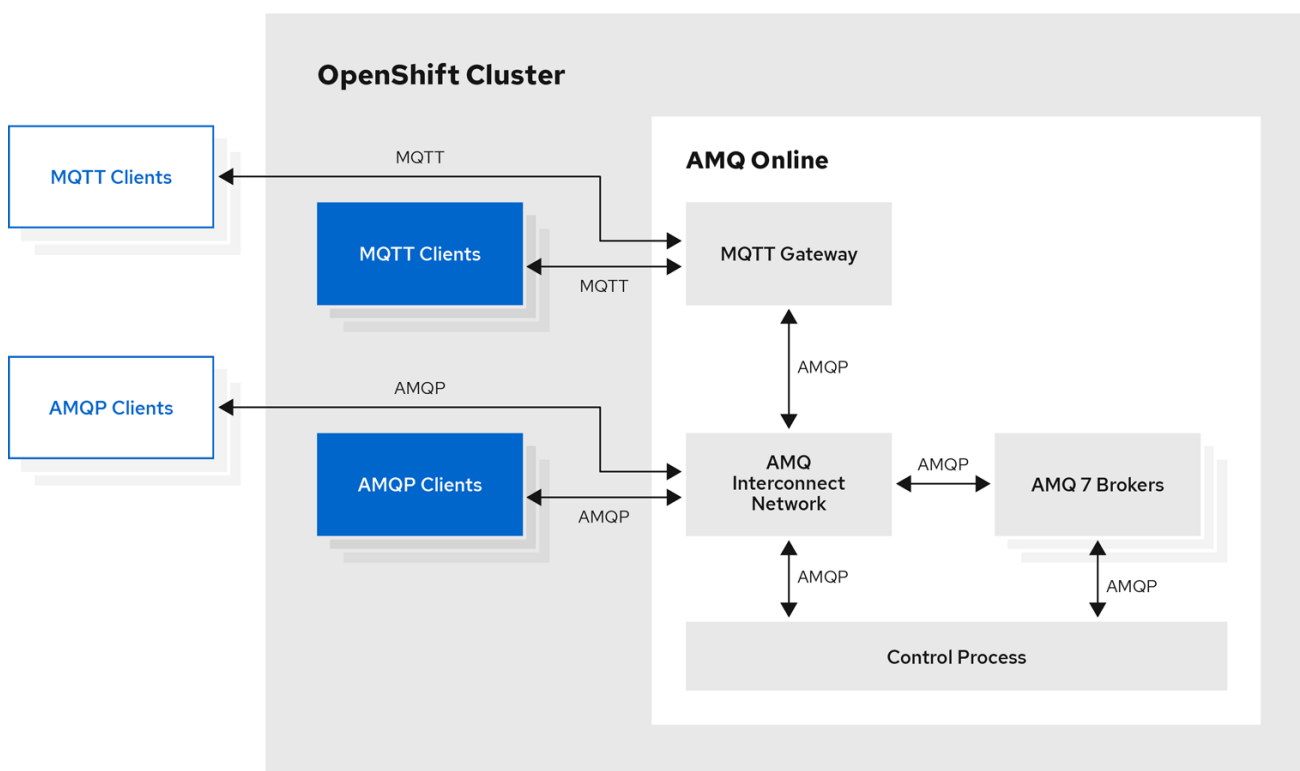 OpenShift Cluster
AMQ Online
MQTT Clients
MQTT
MQTT Clients
MQTT
MQTT Gateway
AMQP
AMQP Clients
AMQP
AMQP Clients
AMQP
AMQ
Interconnect
Network
AMQP
AMQ 7 Brokers
AMQP
AMQP
Control Process